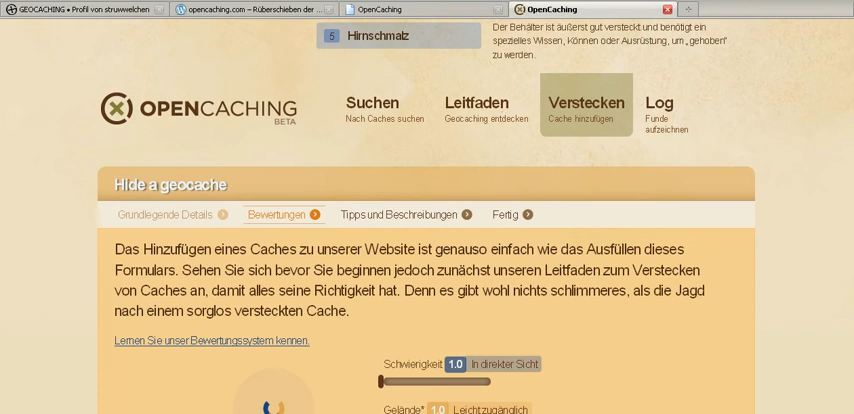 GEOCACHING • Profil von struwwelchen
opencaching.com – Rüberschieben der ...
OpenCaching
OpenCaching
5 Hirnschmalz
Der Behälter ist äußerst gut versteckt und benötigt ein
spezielles Wissen, Können oder Ausrüstung, um „gehoben“
zu werden.
OPENCACHING
BETA
Suchen
Nach Caches suchen
Leitfaden
Geocaching entdecken
Verstecken
Cache hinzufügen
Log
Funde
aufzeichnen
Hide a geocache
Grundlegende Details
Bewertungen
Tipps und Beschreibungen
Fertig
Das Hinzufügen eines Caches zu unserer Website ist genauso einfach wie das Ausfüllen dieses
Formulars. Sehen Sie sich bevor Sie beginnen jedoch zunächst unseren Leitfaden zum Verstecken
von Caches an, damit alles seine Richtigkeit hat. Denn es gibt wohl nichts schlimmeres, als die Jagd
nach einem sorglos versteckten Cache.
Lernen Sie unser Bewertungssystem kennen.
Schwierigkeit 1.0 In direkter Sicht
Gelände* 1.0 Leicht zugänglich